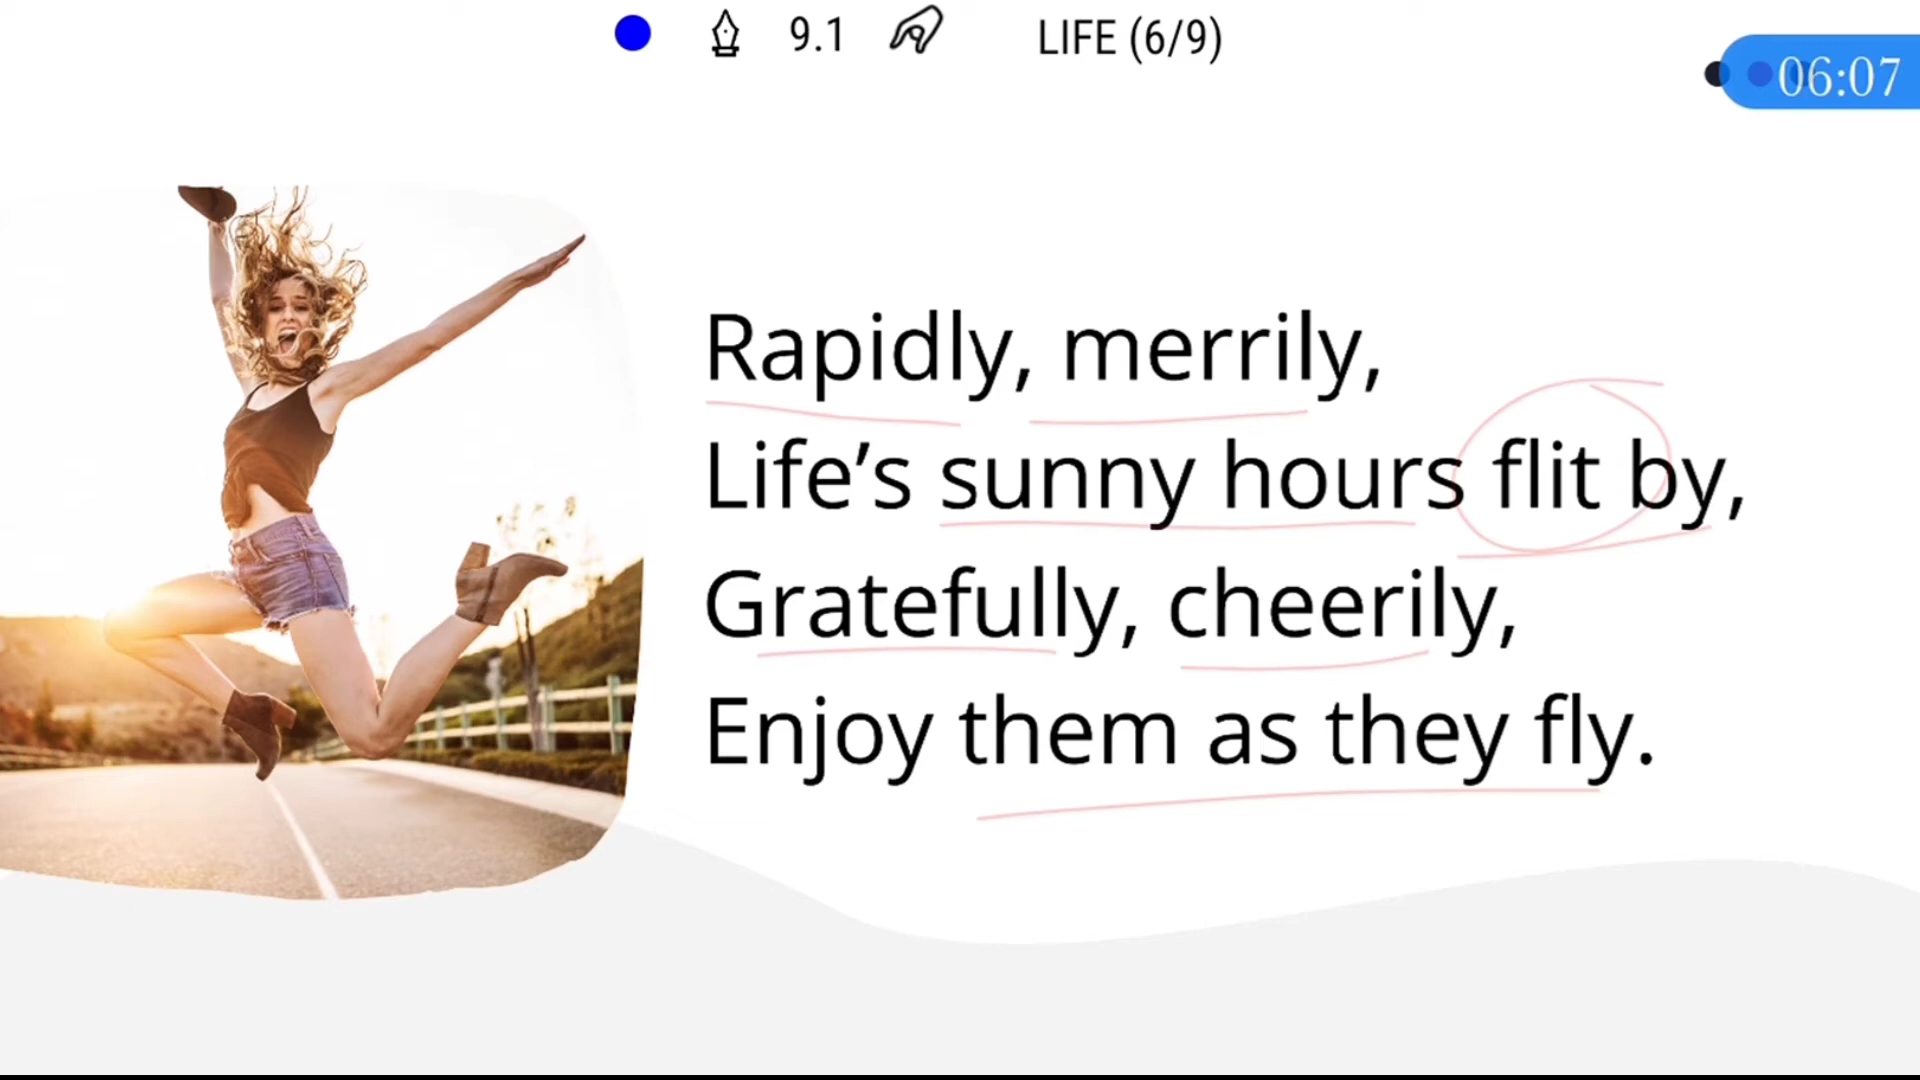 9.1 LIFE (6/9)
06:07
Rapidly, merrily,
Life’s sunny hours flit by,
Gratefully, cheerily,
Enjoy them as they fly.